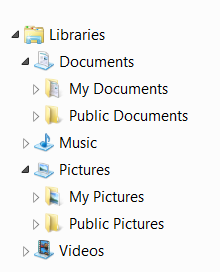 Libraries
Documents
My Documents
Public Documents
Music
Pictures
My Pictures
Public Pictures
Videos